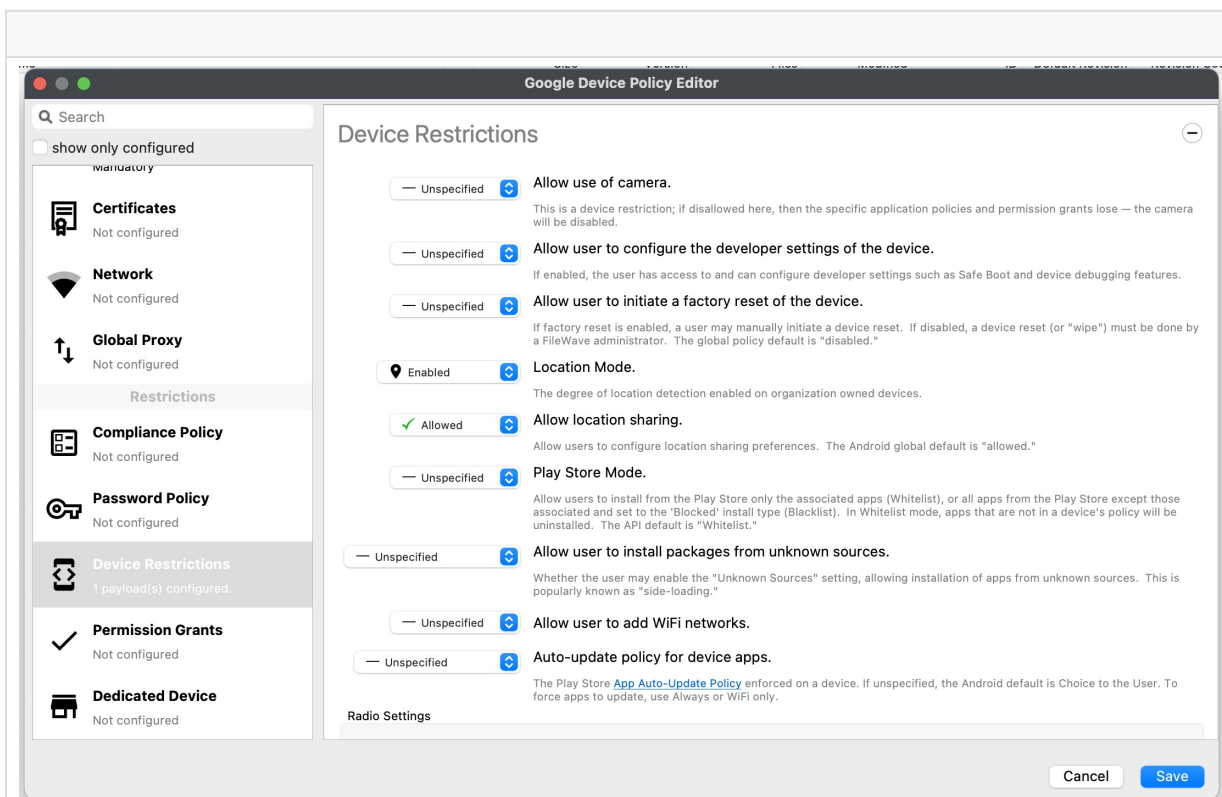 Google Device Policy Editor
Search
show only configured
Mandatory
Certificates
Not configured
Network
Not configured
Global Proxy
Not configured
Restrictions
Compliance Policy
Not configured
Password Policy
Not configured
Device Restrictions
1 payload(s) configured.
Permission Grants
Not configured
Dedicated Device
Not configured
Device Restrictions
— Unspecified
Allow use of camera.
This is a device restriction; if disallowed here, then the specific application policies and permission grants lose — the camera
will be disabled.
— Unspecified
Allow user to configure the developer settings of the device.
If enabled, the user has access to and can configure developer settings such as Safe Boot and device debugging features.
— Unspecified
Allow user to initiate a factory reset of the device.
If factory reset is enabled, a user may manually initiate a device reset. If disabled, a device reset (or "wipe") must be done by
a FileWave administrator. The global policy default is "disabled."
Enabled
Location Mode.
The degree of location detection enabled on organization owned devices.
Allowed
Allow location sharing.
Allow users to configure location sharing preferences. The Android global default is "allowed."
— Unspecified
Play Store Mode.
Allow users to install from the Play Store only the associated apps (Whitelist), or all apps from the Play Store except those
associated and set to the 'Blocked' install type (Blacklist). In Whitelist mode, apps that are not in a device's policy will be
uninstalled. The API default is "Whitelist."
— Unspecified
Allow user to install packages from unknown sources.
Whether the user may enable the "Unknown Sources" setting, allowing installation of apps from unknown sources. This is
popularly known as "side-loading."
— Unspecified
Allow user to add WiFi networks.
— Unspecified
Auto-update policy for device apps.
The Play Store App Auto-Update Policy enforced on a device. If unspecified, the Android default is Choice to the User. To
force apps to update, use Always or WiFi only.
Radio Settings
Cancel
Save